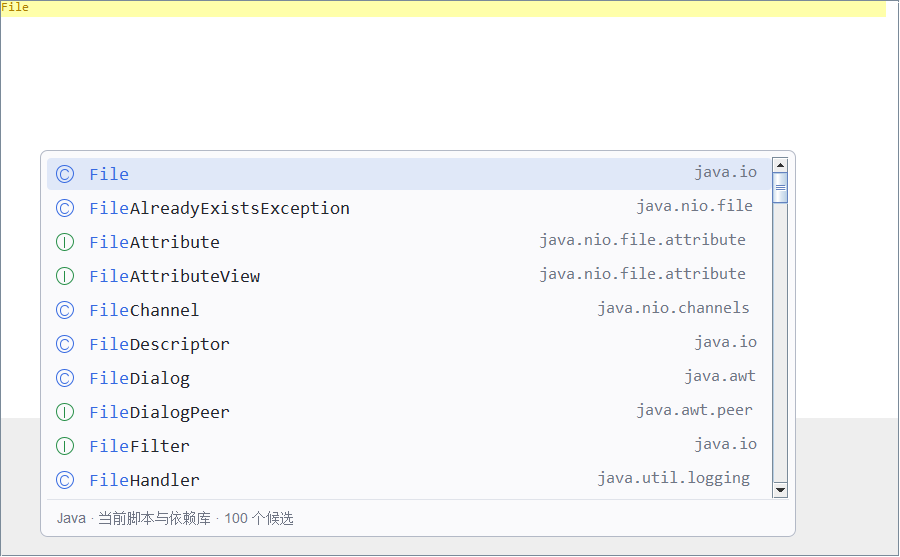 File
File java.io
FileAlreadyExistsException java.nio.file
FileAttribute java.nio.file.attribute
FileAttributeView java.nio.file.attribute
FileChannel java.nio.channels
FileDescriptor java.io
FileDialog java.awt
FileDialogPeer java.awt.peer
FileFilter java.io
FileHandler java.util.logging
Java · 当前脚本与依赖库 · 100 个候选